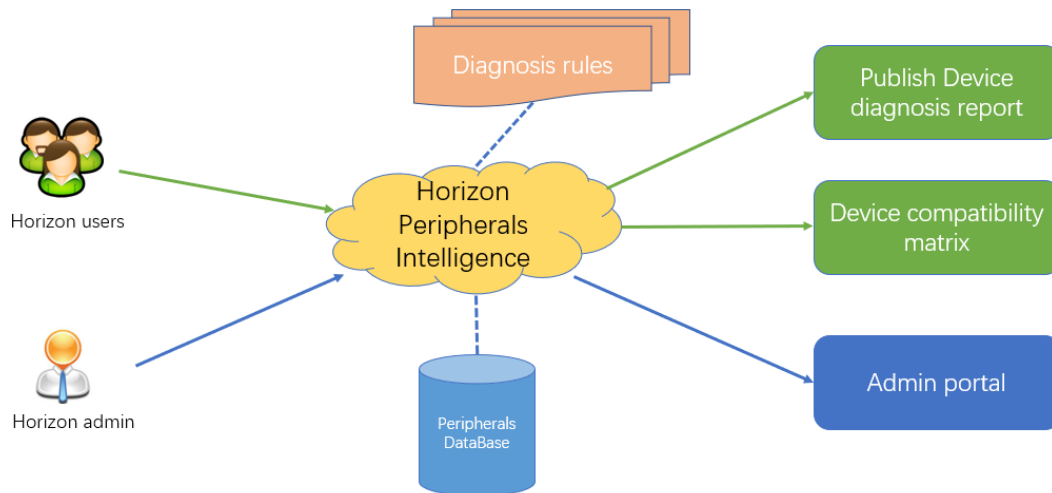 Diagnosis rules
Publish Device
diagnosis report
Horizon users
Horizon
Peripherals
Intelligence
Device compatibility
matrix
Horizon admin
Peripherals
DataBase
Admin portal